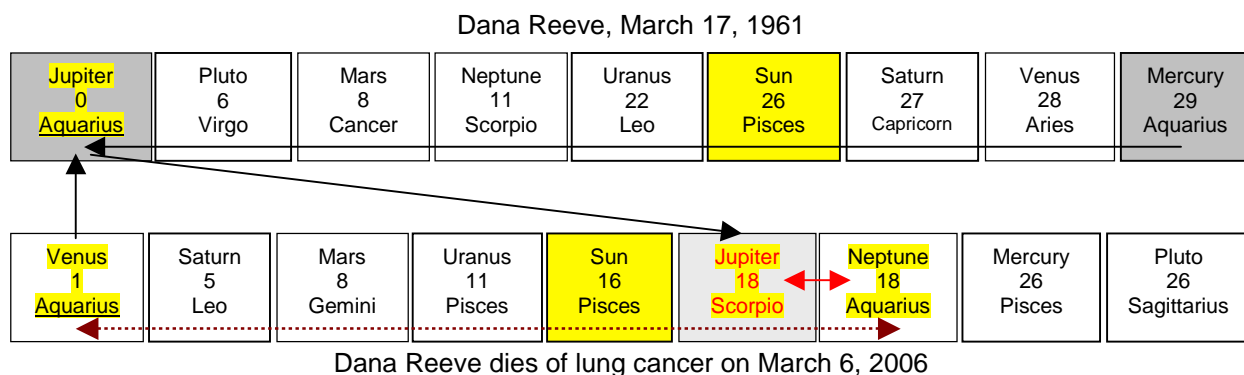 Dana Reeve, March 17, 1961
Jupiter
0
Aquarius
Pluto
6
Virgo
Mars
8
Cancer
Neptune
11
Scorpio
Uranus
22
Leo
Sun
26
Pisces
Saturn
27
Capricorn
Venus
28
Aries
Mercury
29
Aquarius
Venus
1
Aquarius
Saturn
5
Leo
Mars
8
Gemini
Uranus
11
Pisces
Sun
16
Pisces
Jupiter
18
Scorpio
Neptune
18
Aquarius
Mercury
26
Pisces
Pluto
26
Sagittarius
Dana Reeve dies of lung cancer on March 6, 2006